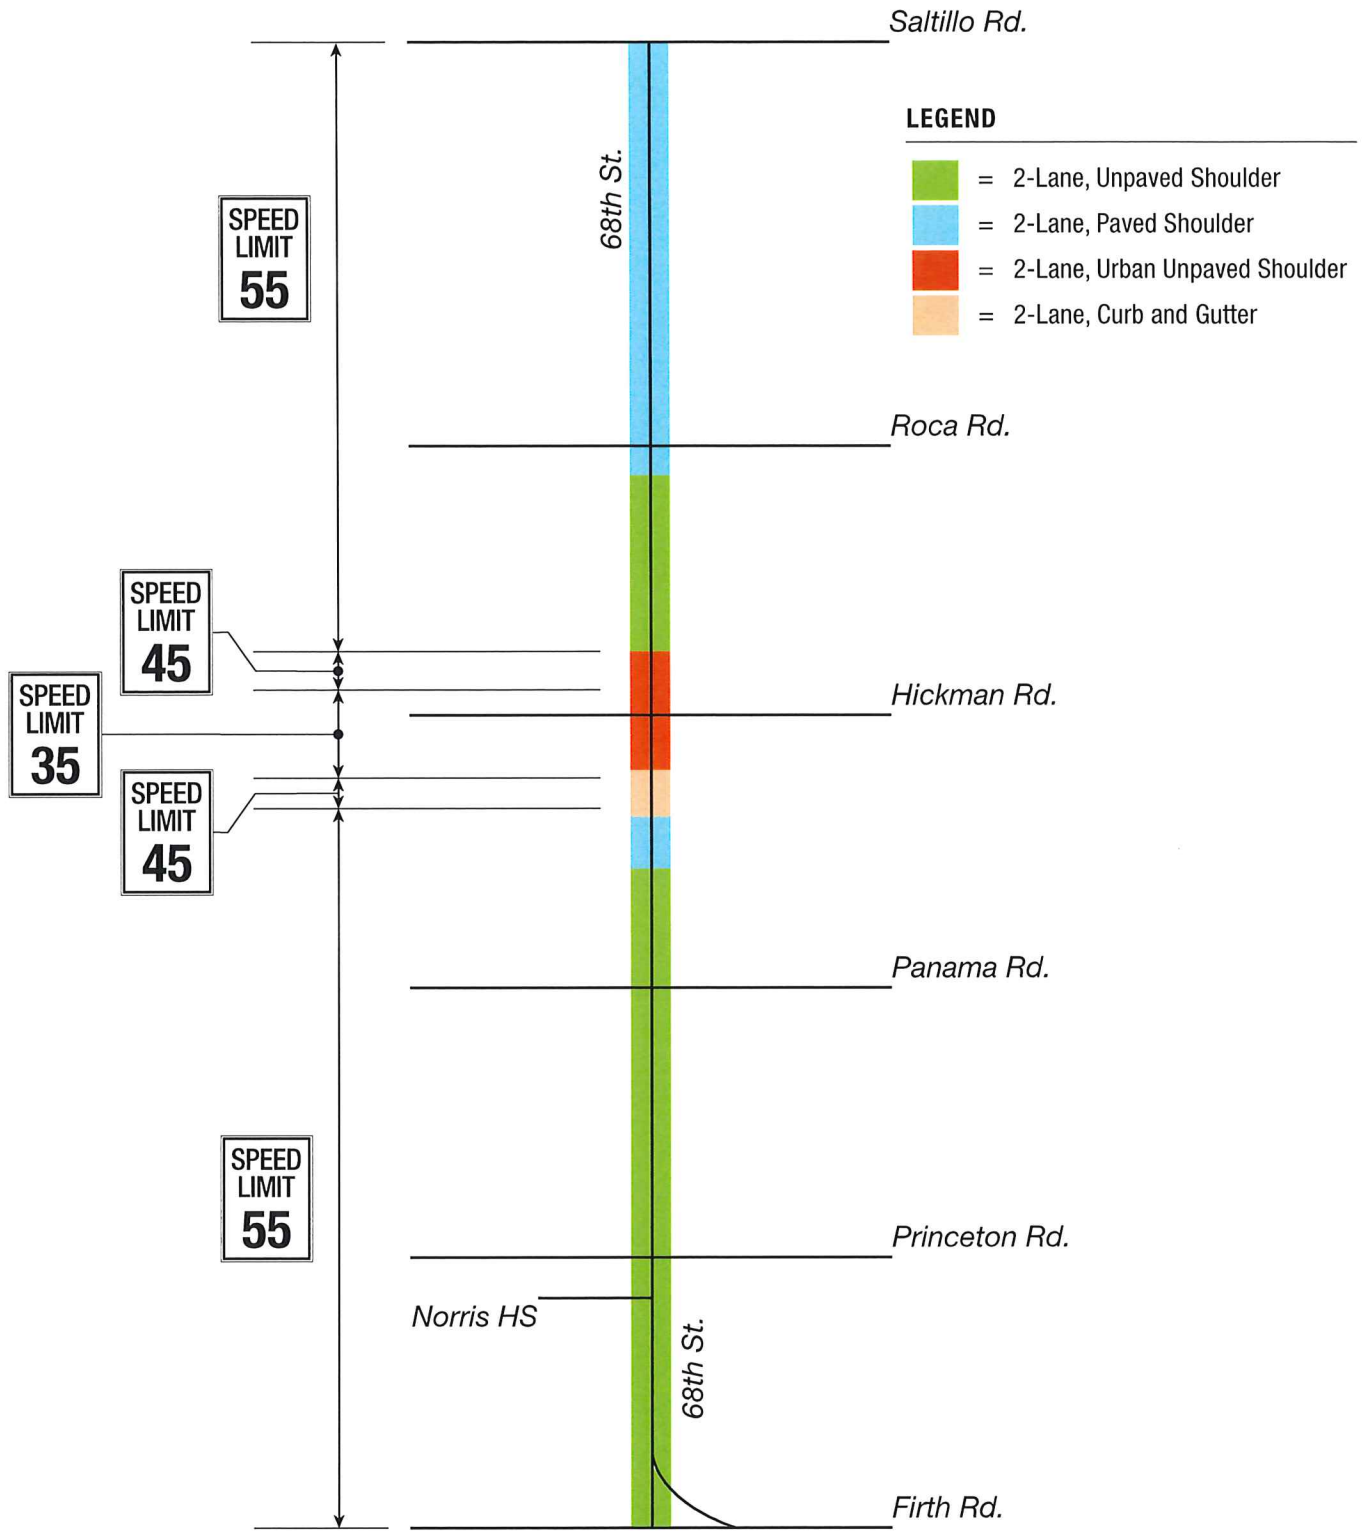 Saltillo Rd.
LEGEND
= 2-Lane, Unpaved Shoulder
= 2-Lane, Paved Shoulder
= 2-Lane, Urban Unpaved Shoulder
= 2-Lane, Curb and Gutter
68th St.
SPEED
LIMIT
55
Roca Rd.
SPEED
LIMIT
45
Hickman Rd.
SPEED
LIMIT
35
SPEED
LIMIT
45
Panama Rd.
SPEED
LIMIT
55
Princeton Rd.
Norris HS
68th St.
Firth Rd.